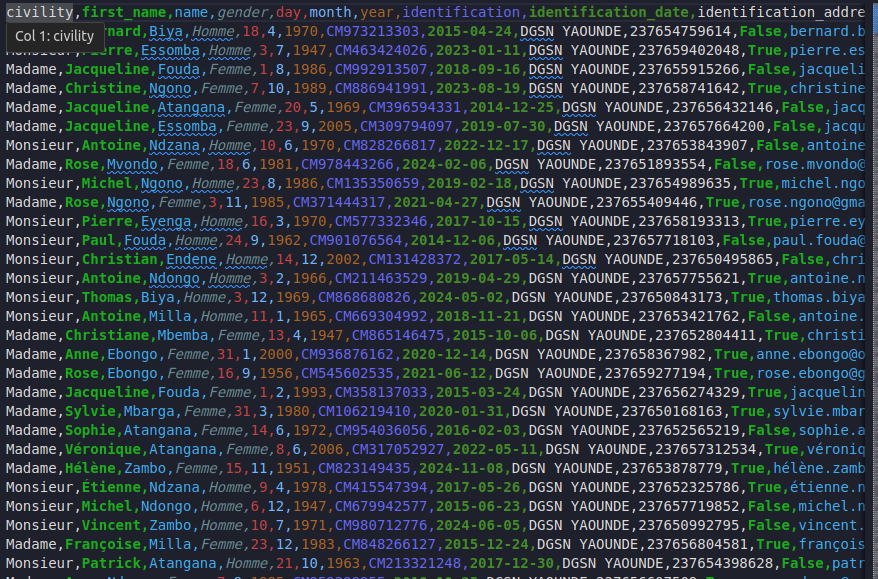 civility,first_name,name,gender,day,month,year,identification,identification_date,identification_addre
Col 1: civility
nard,Biya,Homme,18,4,1970,CM973213303,2015-04-24,DGSN YAOUNDE,237654759614,False,bernard.b
Monsieur,Pierre,Essomba,Homme,3,7,1947,CM463424026,2023-01-11,DGSN YAOUNDE,237659402048,True,pierre.es
Madame,Jacqueline,Fouda,Femme,1,8,1986,CM992913507,2018-09-16,DGSN YAOUNDE,237655915266,False,jacqueli
Madame,Christine,Ngono,Femme,7,10,1989,CM886941991,2023-08-19,DGSN YAOUNDE,237658741642,True,christine
Madame,Jacqueline,Atangana,Femme,20,5,1969,CM396594331,2014-12-25,DGSN YAOUNDE,237656432146,False,jacq
Madame,Jacqueline,Essomba,Femme,23,9,2005,CM309794097,2019-07-30,DGSN YAOUNDE,237657664200,False,jacqu
Monsieur,Antoine,Ndzana,Homme,10,6,1970,CM828266817,2022-12-17,DGSN YAOUNDE,237653843907,False,antoine
Madame,Rose,Mvondo,Femme,18,6,1981,CM978443266,2024-02-06,DGSN YAOUNDE,237651893554,False,rose.mvondo@
Monsieur,Michel,Ngono,Homme,23,8,1986,CM135350659,2019-02-18,DGSN YAOUNDE,237654989635,True,michel.ngo
Madame,Rose,Ngono,Femme,3,11,1985,CM371444317,2021-04-27,DGSN YAOUNDE,237655409446,True,rose.ngono@gma
Monsieur,Pierre,Eyenga,Homme,16,3,1970,CM577332346,2017-10-15,DGSN YAOUNDE,237658193313,True,pierre.ey
Monsieur,Paul,Fouda,Homme,24,9,1962,CM901076564,2014-12-06,DGSN YAOUNDE,237657718103,False,paul.fouda@
Monsieur,Christian,Endene,Homme,14,12,2002,CM131428372,2017-05-14,DGSN YAOUNDE,237650495865,False,chri
Monsieur,Antoine,Ndongo,Homme,3,2,1966,CM211463529,2019-04-29,DGSN YAOUNDE,237657755621,True,antoine.n
Monsieur,Thomas,Biya,Homme,3,12,1969,CM868680826,2024-05-02,DGSN YAOUNDE,237650843173,True,thomas.biya
Monsieur,Antoine,Milla,Homme,11,1,1965,CM669304992,2018-11-21,DGSN YAOUNDE,237653421762,False,antoine.
Madame,Christiane,Mbemba,Femme,13,4,1947,CM865146475,2015-10-06,DGSN YAOUNDE,237652804411,True,christi
Madame,Anne,Ebongo,Femme,31,1,2000,CM936876162,2020-12-14,DGSN YAOUNDE,237658367982,True,anne.ebongo@o
Madame,Rose,Ebongo,Femme,16,9,1956,CM545602535,2021-06-12,DGSN YAOUNDE,237659277194,True,rose.ebongo@g
Madame,Jacqueline,Fouda,Femme,1,2,1993,CM358137033,2015-03-24,DGSN YAOUNDE,237656274329,True,jacquelin
Madame,Sylvie,Mbarga,Femme,31,3,1980,CM106219410,2020-01-31,DGSN YAOUNDE,237650168163,True,sylvie.mbar
Madame,Sophie,Atangana,Femme,14,6,1972,CM954036056,2016-02-03,DGSN YAOUNDE,237652565219,False,sophie.a
Madame,Véronique,Atangana,Femme,8,6,2006,CM317052927,2022-05-11,DGSN YAOUNDE,237657312534,True,véroniq
Madame,Hélène,Zambo,Femme,15,11,1951,CM823149435,2024-11-08,DGSN YAOUNDE,237653878779,True,hélène.zamb
Monsieur,Étienne,Ndzana,Homme,9,4,1978,CM415547394,2017-05-26,DGSN YAOUNDE,237652325786,True,étienne.n
Monsieur,Michel,Ndongo,Homme,6,12,1947,CM679942577,2015-06-23,DGSN YAOUNDE,237657719852,False,michel.n
Monsieur,Vincent,Zambo,Homme,10,7,1971,CM980712776,2024-06-05,DGSN YAOUNDE,237650992795,False,vincent.
Madame,Françoise,Milla,Femme,23,12,1983,CM848266127,2015-12-24,DGSN YAOUNDE,237656804581,True,françois
Monsieur,Patrick,Atangana,Homme,21,10,1963,CM213321248,2017-12-30,DGSN YAOUNDE,237654398628,False,patr